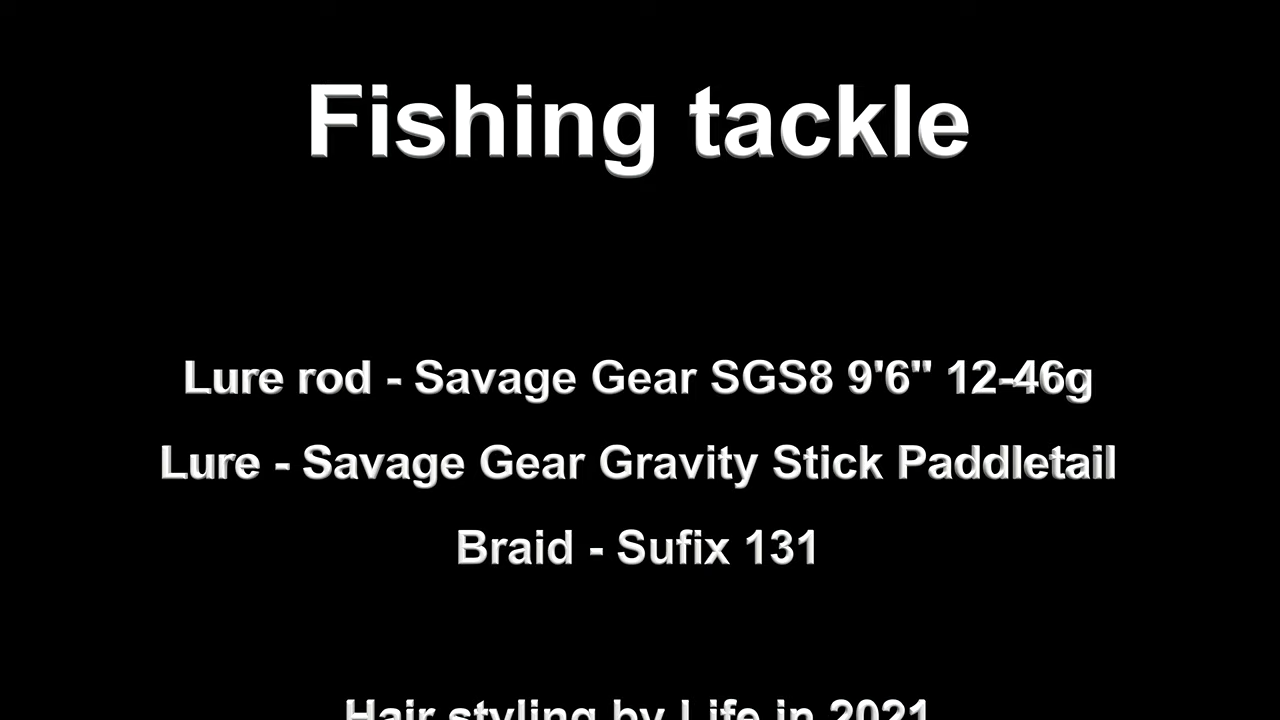 Fishing tackle
Lure rod - Savage Gear SGS8 9'6" 12-46g
Lure - Savage Gear Gravity Stick Paddletail
Braid - Sufix 131
Hair styling by Life in 2021